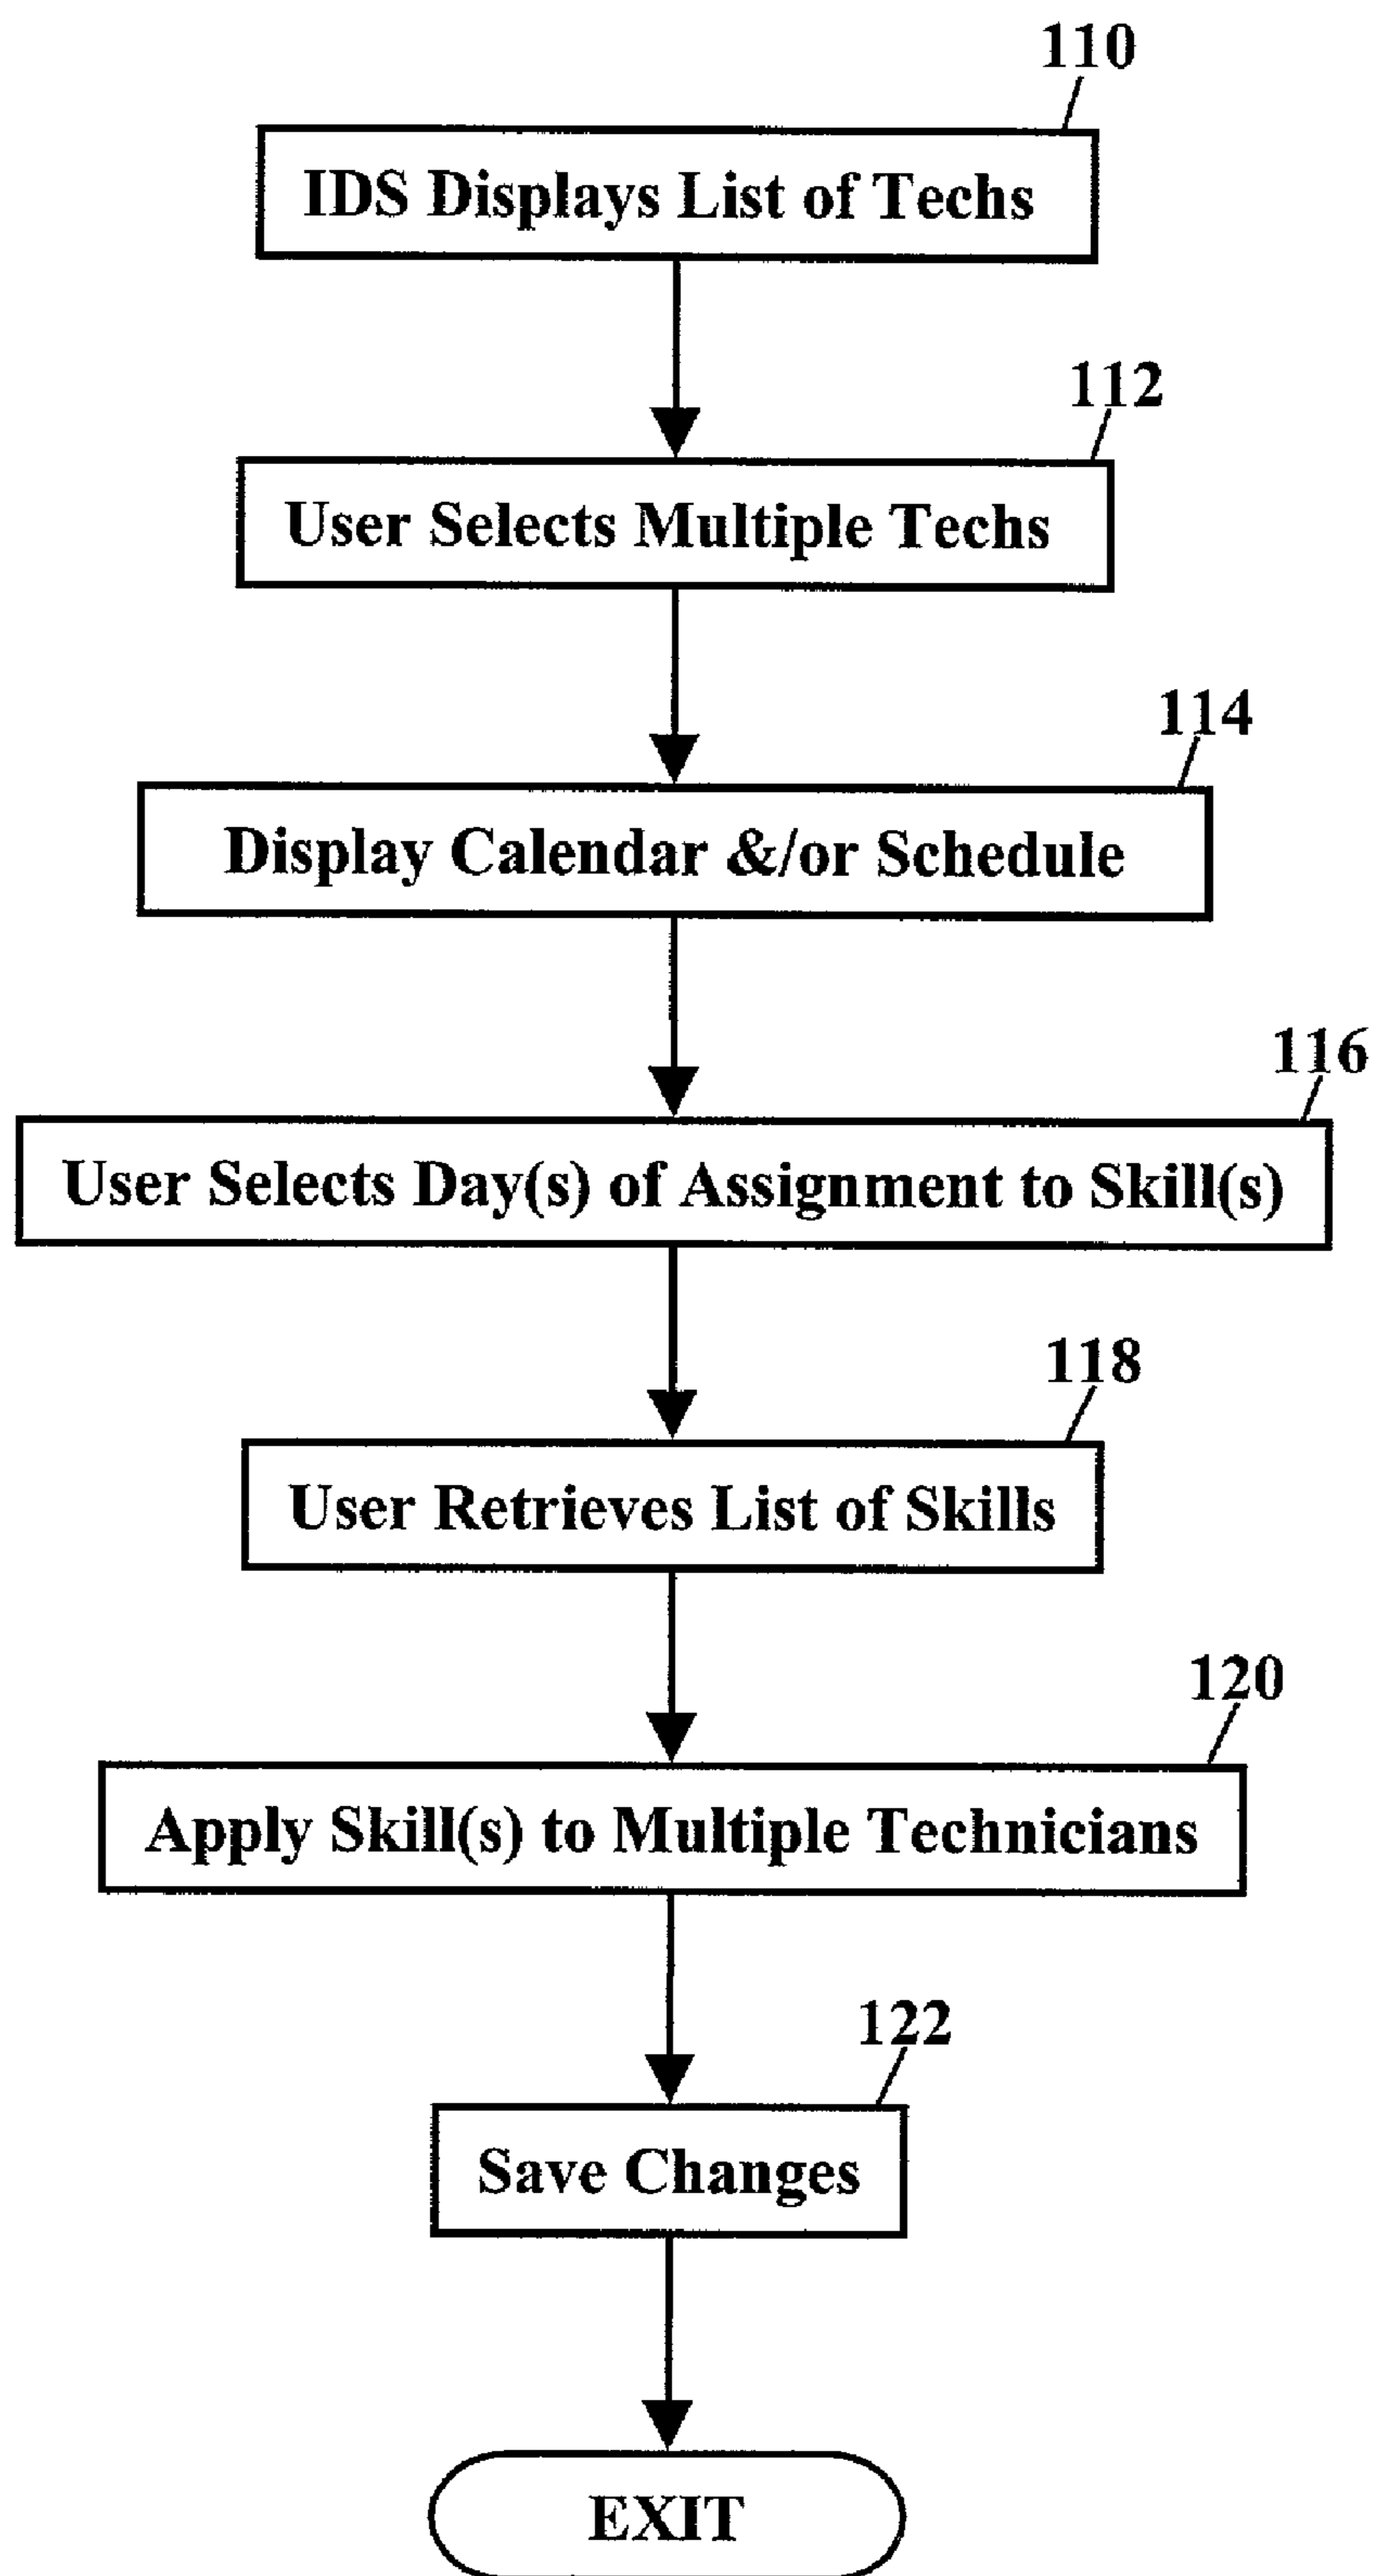 110
IDS Displays List of Techs
112
User Selects Multiple Techs
114
Display Calendar &/or Schedule
116
User Selects Day(s) of Assignment to Skill(s)
118
User Retrieves List of Skills
120
Apply Skill(s) to Multiple Technicians
122
Save Changes
EXIT